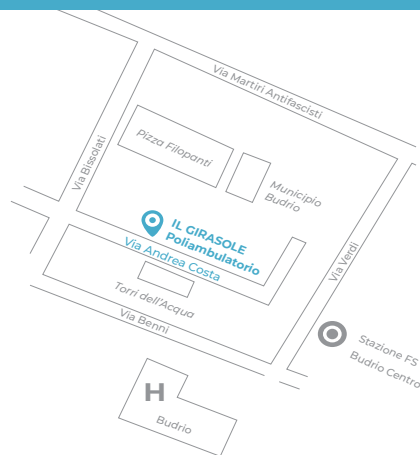 Via Martiri Antifascisti
Via Bissolati
Pizza Filopanti
Municipio
Budrio
IL GIRASOLE
Poliambulatorio
Via Andrea Costa
Via Verdi
Torri dell'Acqua
Via Benni
Stazione FS
Budrio Centro
H
Budrio